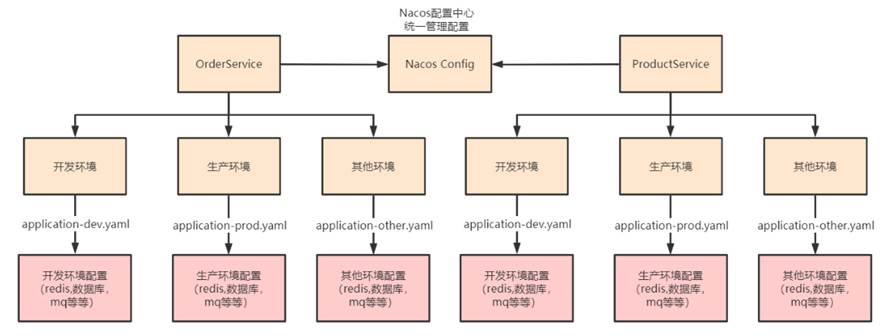 Nacos配置中心
统一管理配置
OrderService
Nacos Config
ProductService
开发环境
生产环境
其他环境
开发环境
生产环境
其他环境
application-dev.yaml
application-prod.yaml
application-other.yaml
application-dev.yaml
application-prod.yaml
application-other.yaml
开发环境配置
（redis,数据库，
mq等等）
生产环境配置
（redis,数据库，
mq等等）
其他环境配置
（redis,数据库，
mq等等）
开发环境配置
（redis,数据库，
mq等等）
生产环境配置
（redis,数据库，
mq等等）
其他环境配置
（redis,数据库，
mq等等）